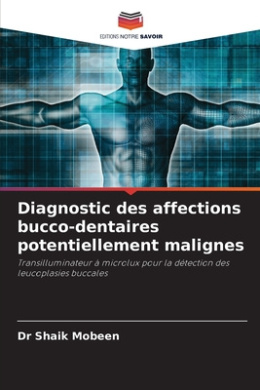 EDITIONS NOTRE SAVOIR
Diagnostic des affections
bucco-dentaires
potentiellement malignes
Transilluminateur à microlux pour la détection des
leucoplasies buccales
Dr Shaik Mobeen